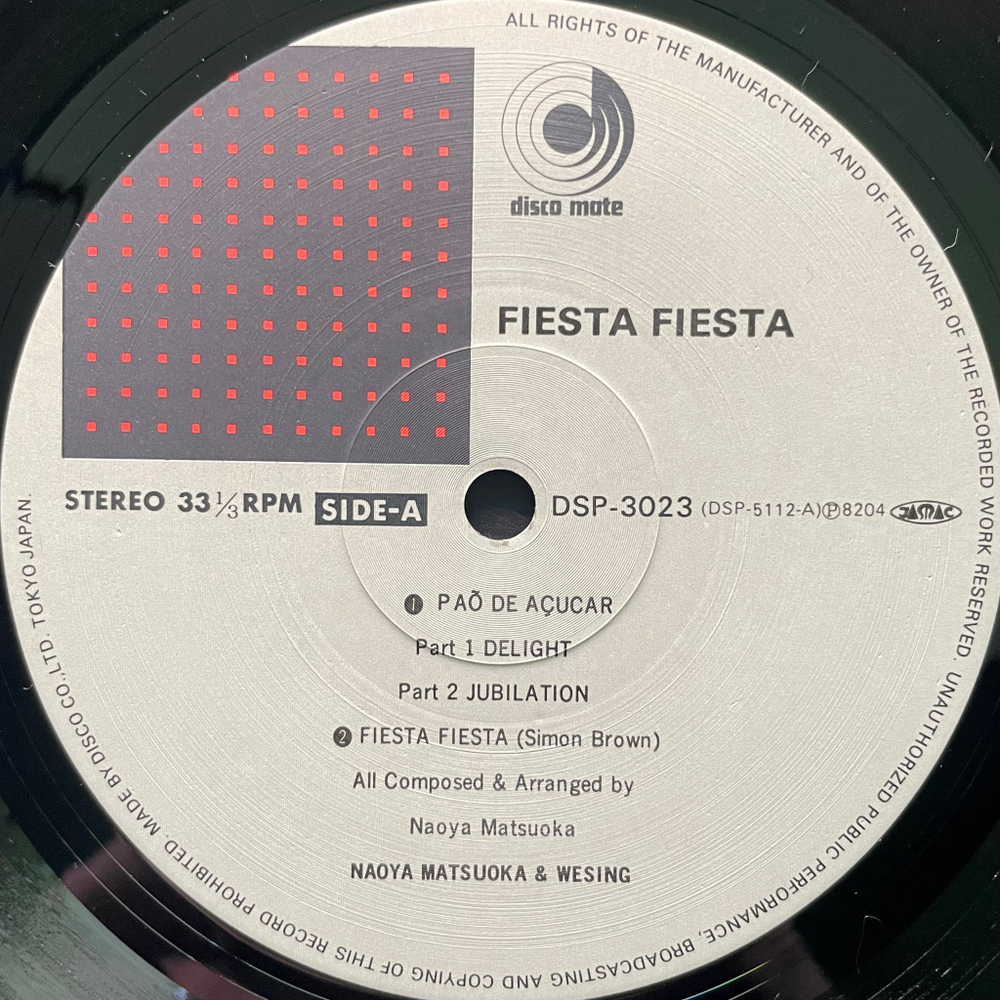 ALL RIGHTS OF THE MANUFACTURER AND OF THE OWNER OF THE RECORDED WORK RESERVED. UNAUTHORIZED PUBLIC PERFORMANCE, BROADCASTING AND COPYING OF THIS RECORD PROHIBITED. MADE BY DISCO CO., LTD. TOKYO JAPAN.
disco mate
FIESTA FIESTA
STEREO 33⅓ RPM SIDE-A DSP-3023 (DSP-5112-A) Ⓟ8204 JASRAC
❶ PAÕ DE AÇUCAR
Part 1 DELIGHT
Part 2 JUBILATION
❷ FIESTA FIESTA (Simon Brown)
All Composed & Arranged by
Naoya Matsuoka
NAOYA MATSUOKA & WESING